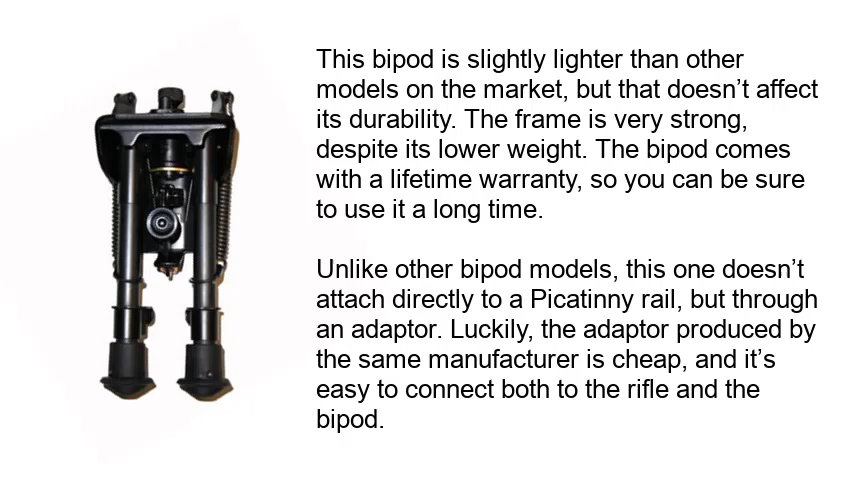 This bipod is slightly lighter than other
models on the market, but that doesn’t affect
its durability. The frame is very strong,
despite its lower weight. The bipod comes
with a lifetime warranty, so you can be sure
to use it a long time.
Unlike other bipod models, this one doesn’t
attach directly to a Picatinny rail, but through
an adaptor. Luckily, the adaptor produced by
the same manufacturer is cheap, and it’s
easy to connect both to the rifle and the
bipod.